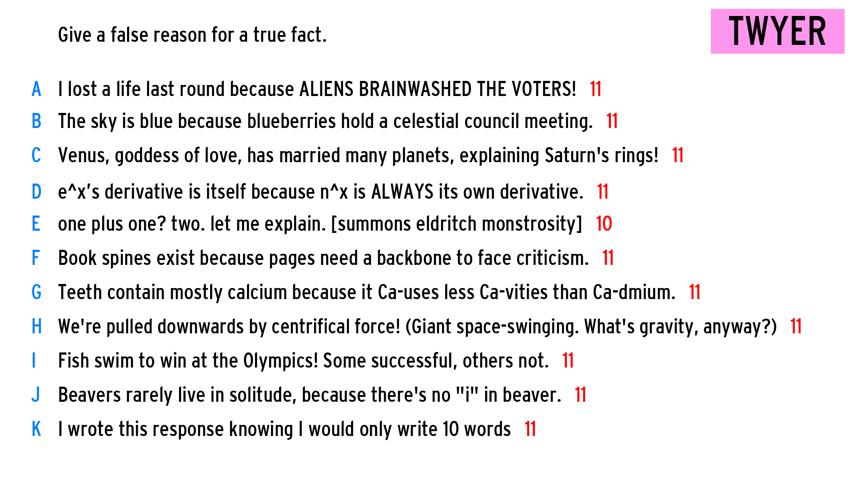 Give a false reason for a true fact.
TWYER
A I lost a life last round because ALIENS BRAINWASHED THE VOTERS! 11
B The sky is blue because blueberries hold a celestial council meeting. 11
C Venus, goddess of love, has married many planets, explaining Saturn's rings! 11
D e^x's derivative is itself because n^x is ALWAYS its own derivative. 11
E one plus one? two. let me explain. [summons eldritch monstrosity] 10
F Book spines exist because pages need a backbone to face criticism. 11
G Teeth contain mostly calcium because it Ca-uses less Ca-vities than Ca-dmium. 11
H We're pulled downwards by centrifical force! (Giant space-swinging. What's gravity, anyway?) 11
I Fish swim to win at the Olympics! Some successful, others not. 11
J Beavers rarely live in solitude, because there's no "i" in beaver. 11
K I wrote this response knowing I would only write 10 words 11